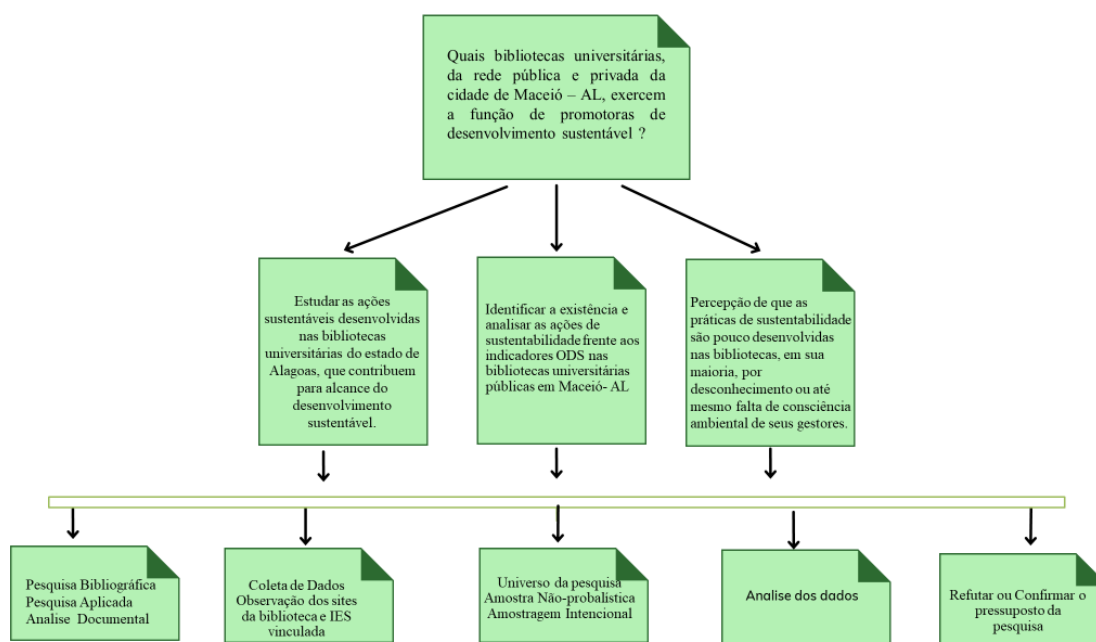 Quais bibliotecas universitárias,
da rede pública e privada da
cidade de Maceió – AL, exercem
a função de promotoras de
desenvolvimento sustentável ?
Estudar as ações
sustentáveis desenvolvidas
nas bibliotecas
universitárias do estado de
Alagoas, que contribuem
para alcance do
desenvolvimento
sustentável.
Identificar a existência e
analisar as ações de
sustentabilidade frente aos
indicadores ODS nas
bibliotecas universitárias
públicas em Maceió- AL
Percepção de que as
práticas de sustentabilidade
são pouco desenvolvidas
nas bibliotecas, em sua
maioria, por
desconhecimento ou até
mesmo falta de consciência
ambiental de seus gestores.
Pesquisa Bibliográfica
Pesquisa Aplicada
Analise Documental
Coleta de Dados
Observação dos sites
da biblioteca e IES
vinculada
Universo da pesquisa
Amostra Não-probalística
Amostragem Intencional
Analise dos dados
Refutar ou Confirmar o
pressuposto da
pesquisa